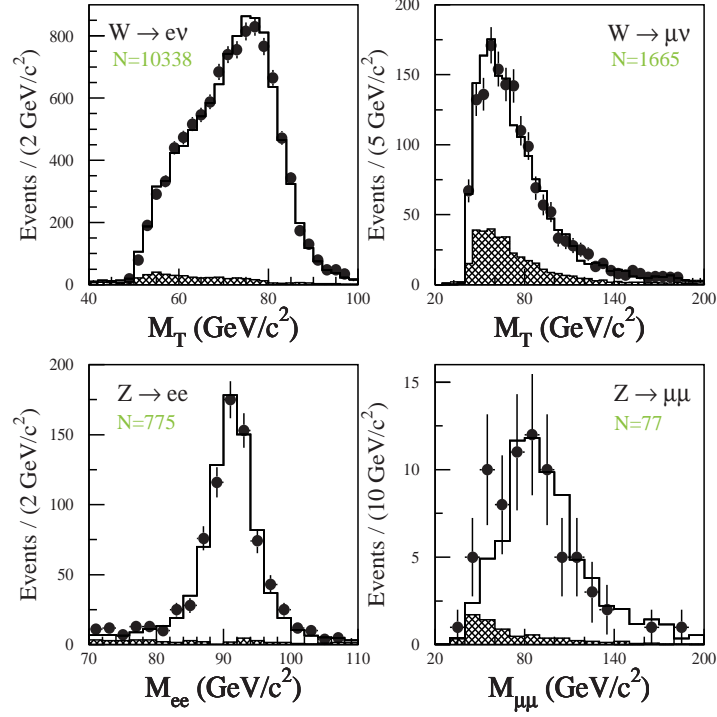 W → eν
N=10338
Events / (2 GeV/c²)
800
600
400
200
0
40 60 80 100
M_T (GeV/c²)
W → μν
N=1665
Events / (5 GeV/c²)
200
150
100
50
0
20 80 140 200
M_T (GeV/c²)
Z → ee
N=775
Events / (2 GeV/c²)
200
150
100
50
0
70 80 90 100 110
M_ee (GeV/c²)
Z → μμ
N=77
Events / (10 GeV/c²)
15
10
5
0
20 80 140 200
M_μμ (GeV/c²)